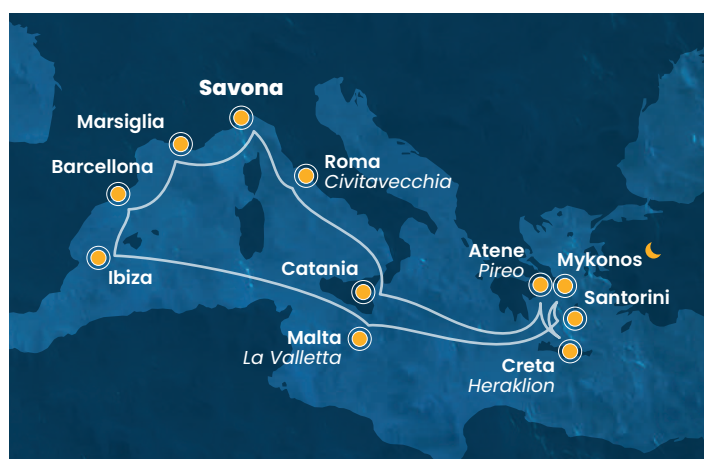 Savona
Marsiglia
Barcellona
Roma
Civitavecchia
Atene
Pireo
Mykonos
Catania
Ibiza
Santorini
Malta
La Valletta
Creta
Heraklion